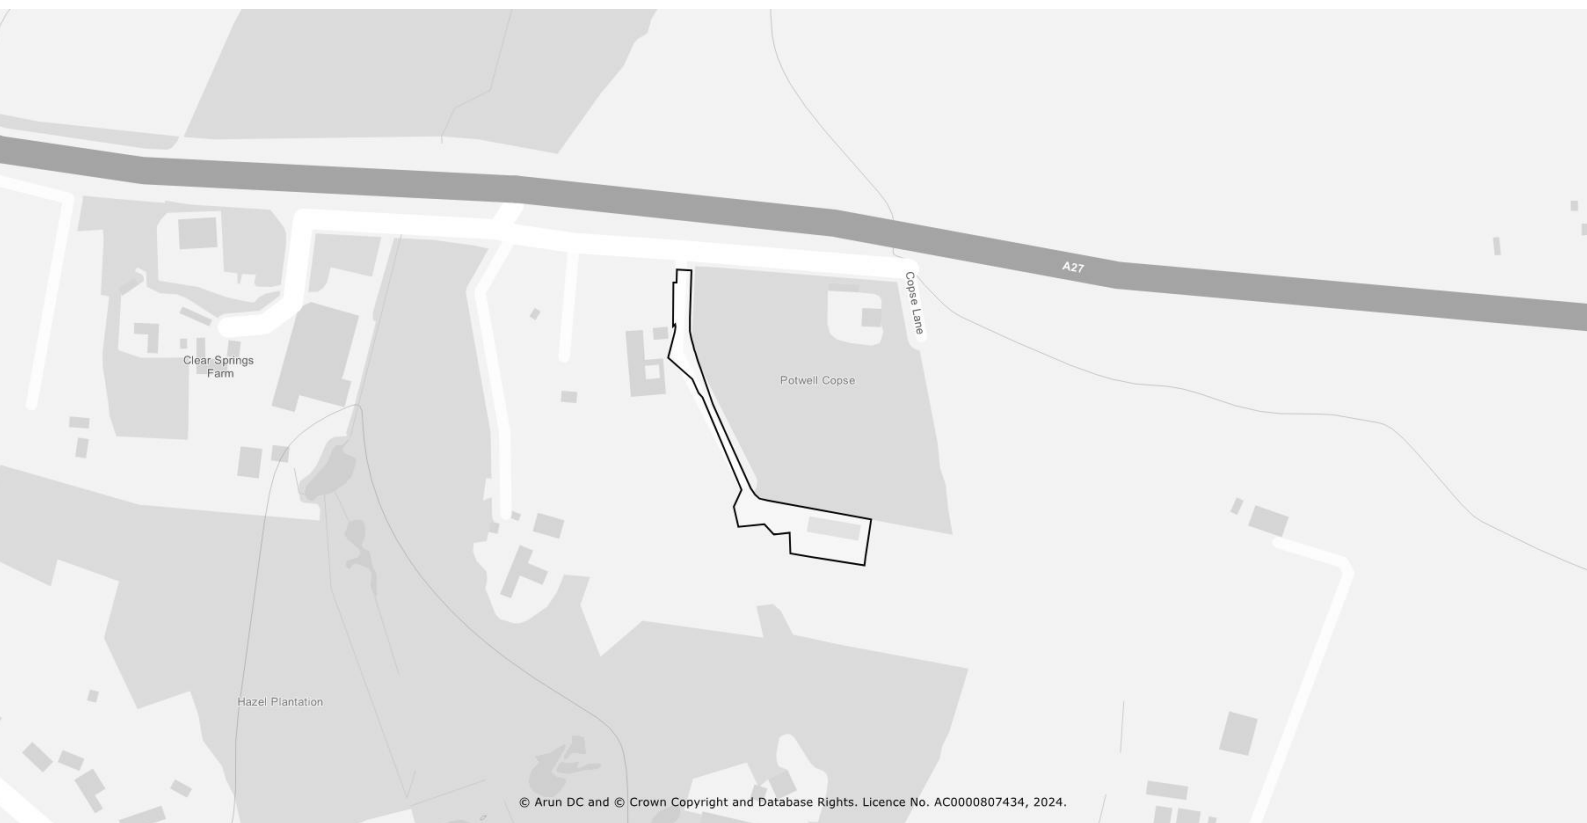 A27
Copse Lane
Clear Springs
Farm
Potwell Copse
Hazel Plantation
© Arun DC and © Crown Copyright and Database Rights. Licence No. AC0000807434, 2024.